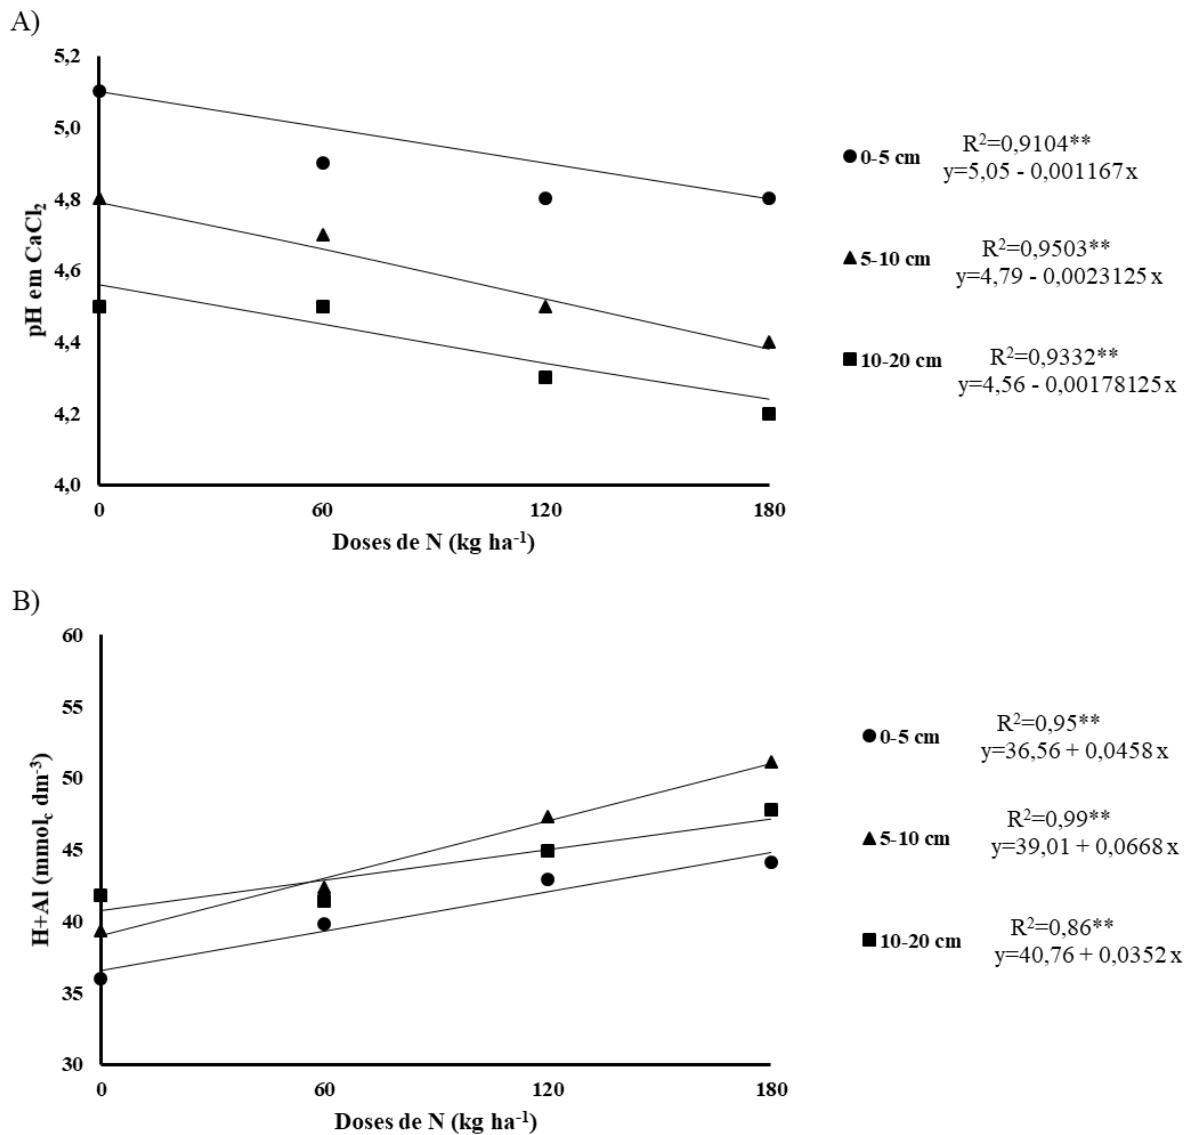 A)
pH em CaCl2
5,2
5,0
4,8
4,6
4,4
4,2
4,0
0 60 120 180
Doses de N (kg ha-1)
0-5 cm
R2=0,9104**
y=5,05 - 0,001167x
5-10 cm
R2=0,9503**
y=4,79 - 0,0023125 x
10-20 cm
R2=0,9332**
y=4,56 - 0,00178125x
B)
H+Al (mmolc dm-3)
60
55
50
45
40
35
30
0 60 120 180
Doses de N (kg ha-1)
0-5 cm
R2=0,95**
y=36,56 + 0,0458 x
5-10 cm
R2=0,99**
y=39,01 + 0,0668 x
10-20 cm
R2=0,86**
y=40,76 + 0,0352 x